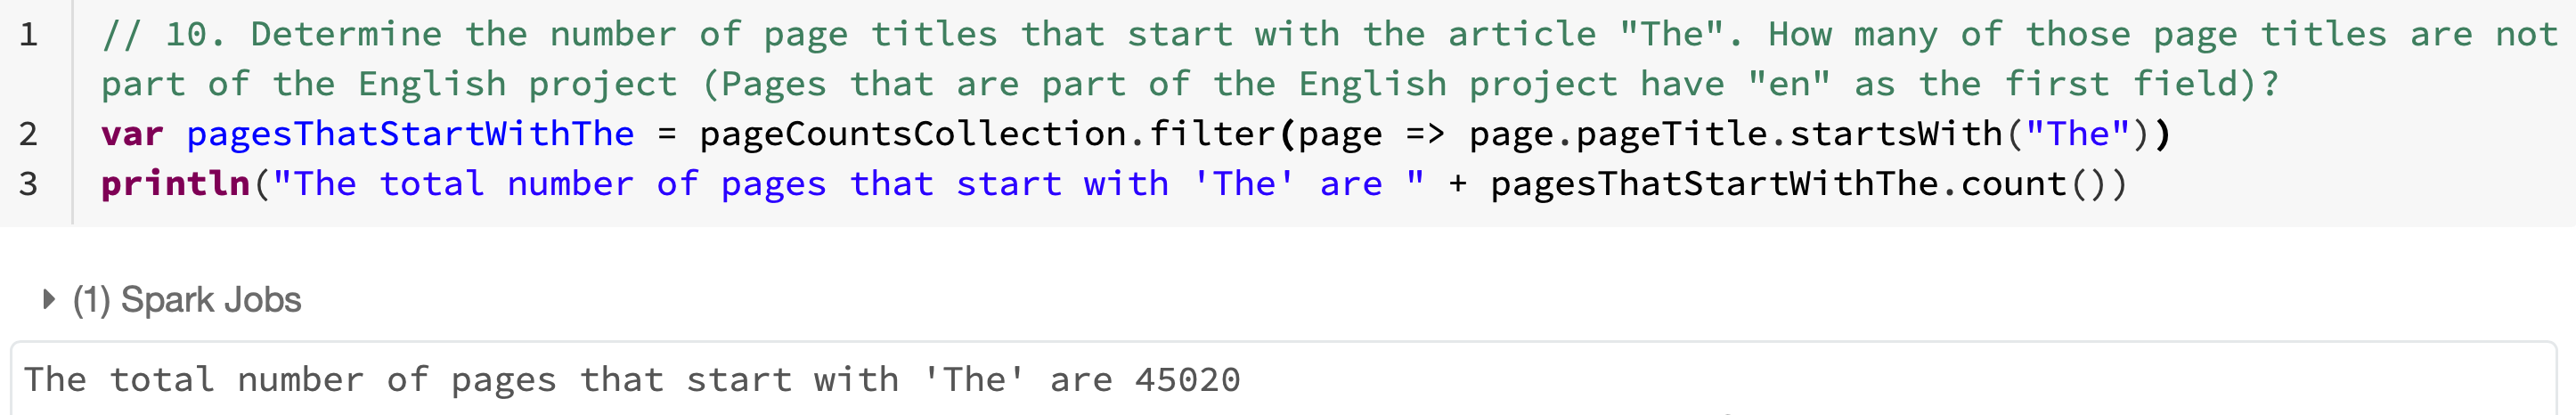 1 // 10. Determine the number of page titles that start with the article "The". How many of those page titles are not
part of the English project (Pages that are part of the English project have "en" as the first field)?
2 var pagesThatStartWithThe = pageCountsCollection.filter(page => page.pageTitle.startsWith("The"))
3 println("The total number of pages that start with 'The' are " + pagesThatStartWithThe.count())
(1) Spark Jobs
The total number of pages that start with 'The' are 45020